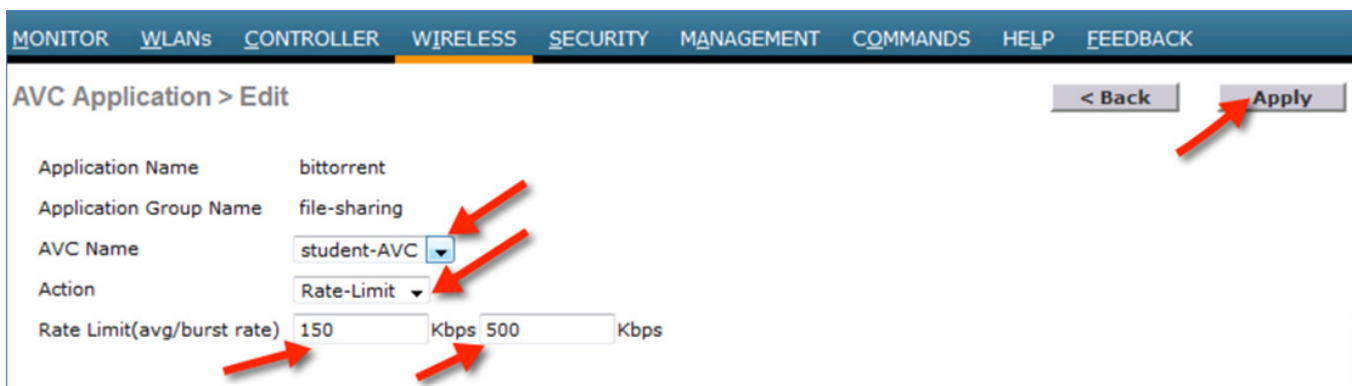 MONITOR WLANs CONTROLLER WIRELESS SECURITY MANAGEMENT COMMANDS HELP FEEDBACK
AVC Application > Edit < Back Apply
Application Name bittorrent
Application Group Name file-sharing
AVC Name student-AVC
Action Rate-Limit
Rate Limit(avg/burst rate) 150 Kbps 500 Kbps